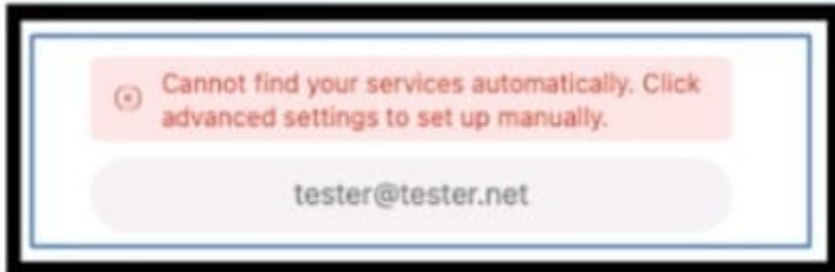 Cannot find your services automatically. Click
advanced settings to set up manually.
tester@tester.net